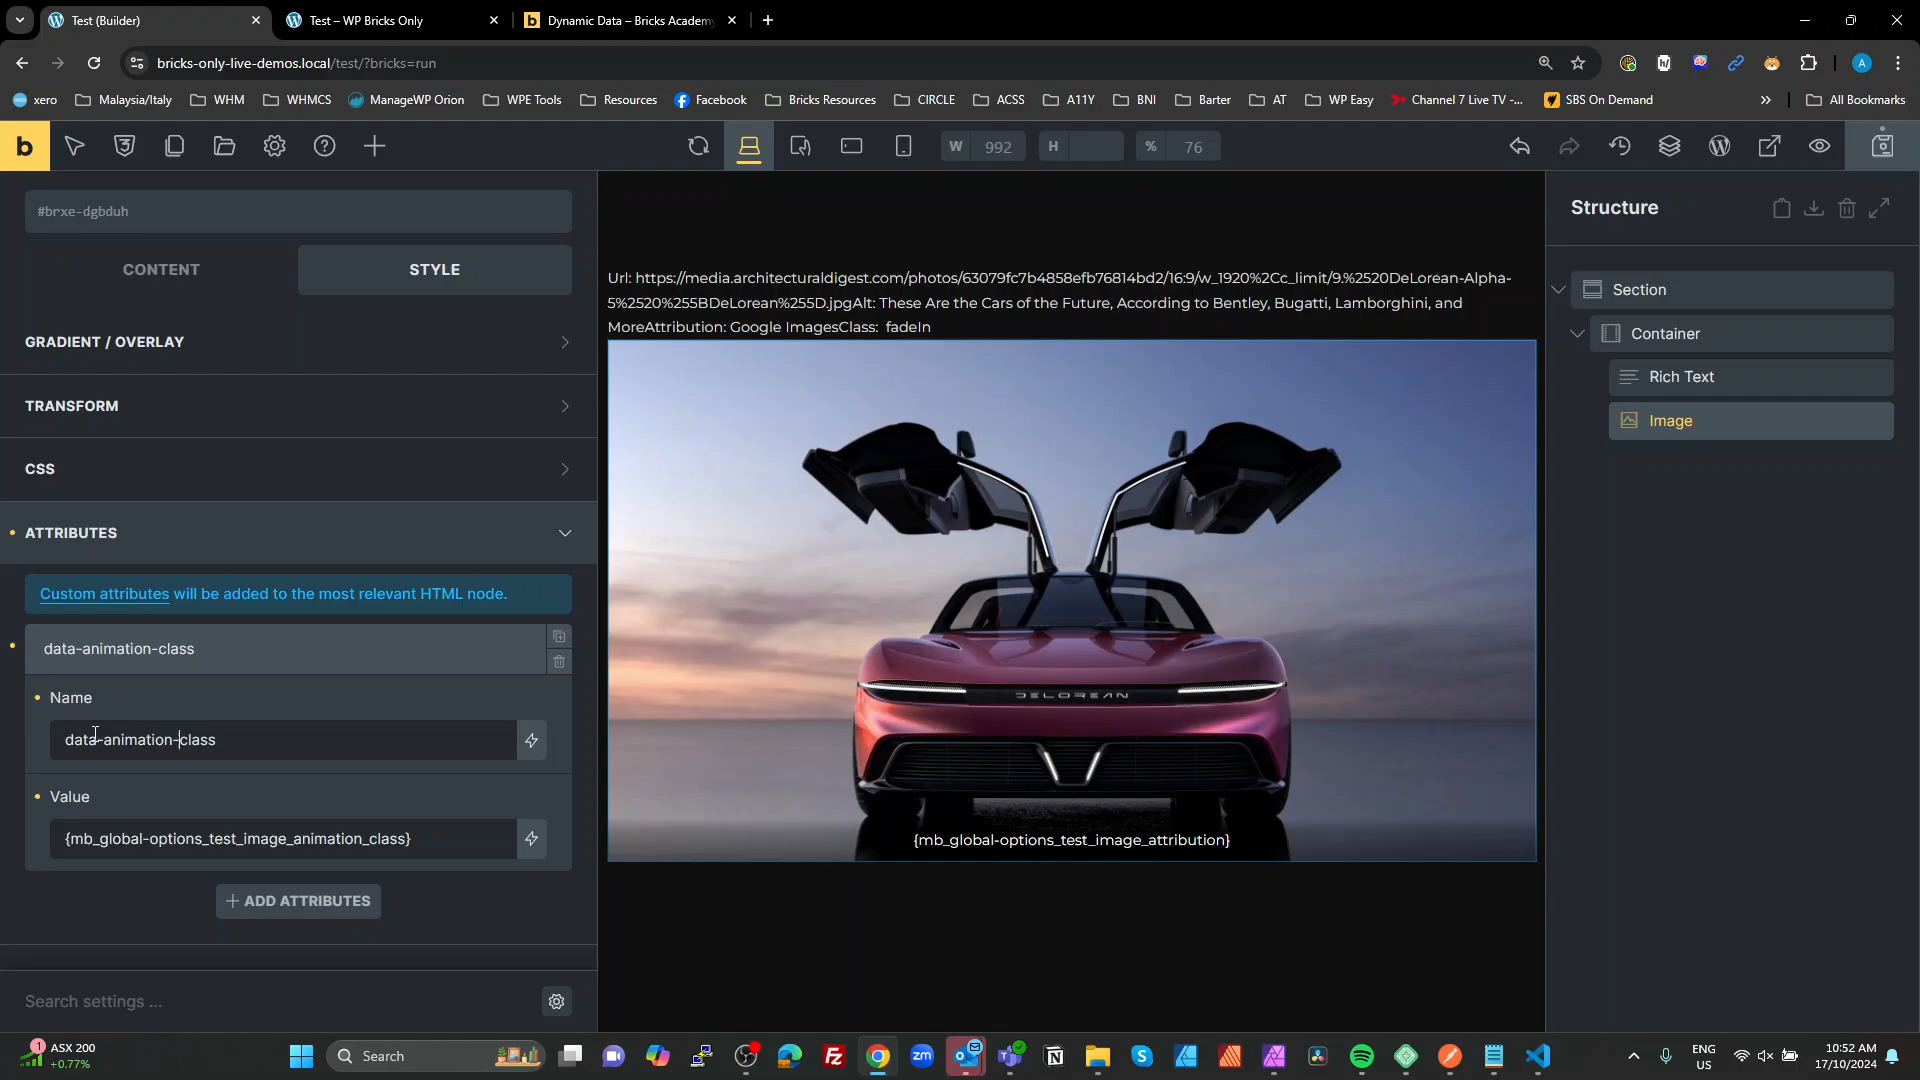 Test (Builder)
Test – WP Bricks Only
Dynamic Data – Bricks Academy
bricks-only-live-demos.local/test/?bricks=run
xero
Malaysia/Italy
WHM
WHMCS
ManageWP Orion
WPE Tools
Resources
Facebook
Bricks Resources
CIRCLE
ACSS
A11Y
BNI
Barter
AT
WP Easy
Channel 7 Live TV -...
SBS On Demand
All Bookmarks
b
W 992
H
% 76
#brxe-dgbduh
CONTENT
STYLE
GRADIENT / OVERLAY
TRANSFORM
CSS
ATTRIBUTES
Custom attributes will be added to the most relevant HTML node.
data-animation-class
Name
data-animation-class
Value
{mb_global-options_test_image_animation_class}
+ ADD ATTRIBUTES
Search settings ...
Url: https://media.architecturaldigest.com/photos/63079fc7b4858efb76814bd2/16:9/w_1920%2Cc_limit/9.%2520DeLorean-Alpha-
5%2520%255BDeLorean%255D.jpgAlt: These Are the Cars of the Future, According to Bentley, Bugatti, Lamborghini, and
MoreAttribution: Google ImagesClass: fadeIn
DELOREAN
{mb_global-options_test_image_attribution}
Structure
Section
Container
Rich Text
Image
1
ASX 200
+0.77%
Search
zm
ENG
US
10:52 AM
17/10/2024